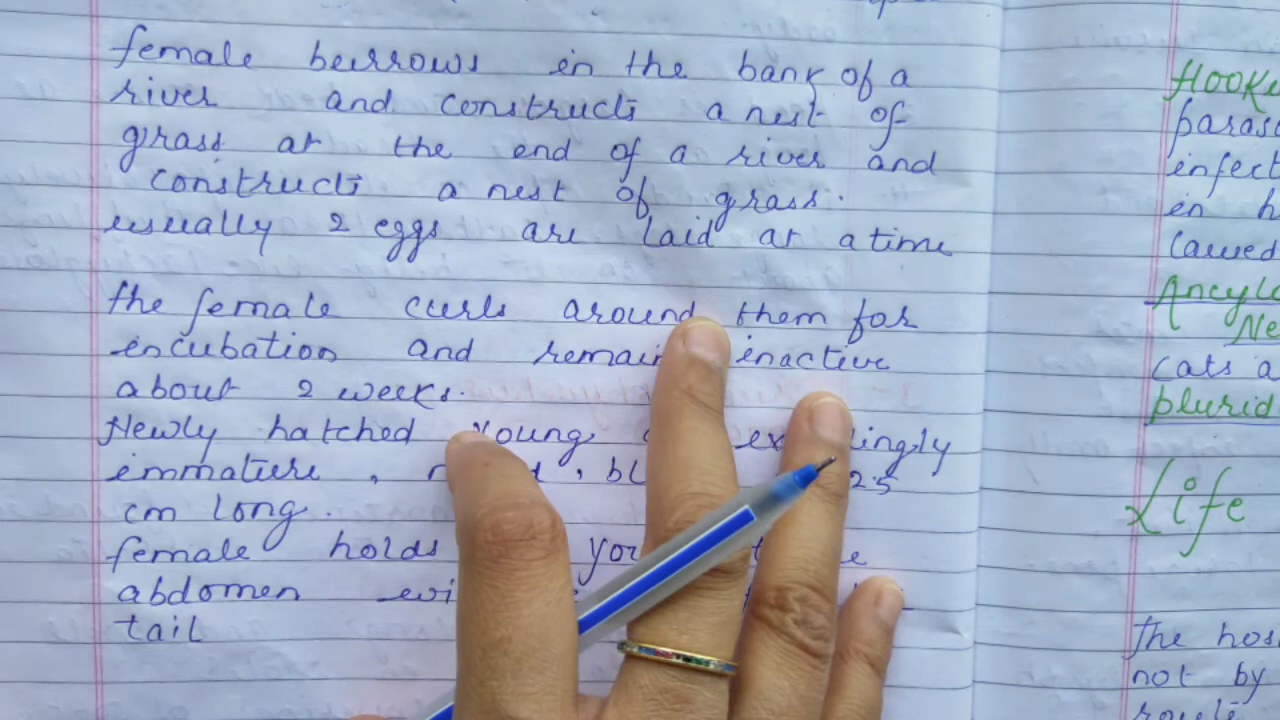 female burrows in the bank of a
river and constructs a nest of
grass at the end of a river and
constructs a nest of grass.
usually 2 eggs are laid at a time
the female curls around them for
incubation and remain inactive
about 2 weeks.
Newly hatched young
immature , , 2.5
cm long.
female holds
abdomen
tail
paras
infect
in h
caused
Ancylo
Ne
cats a
plurid
Life
The hos
not by